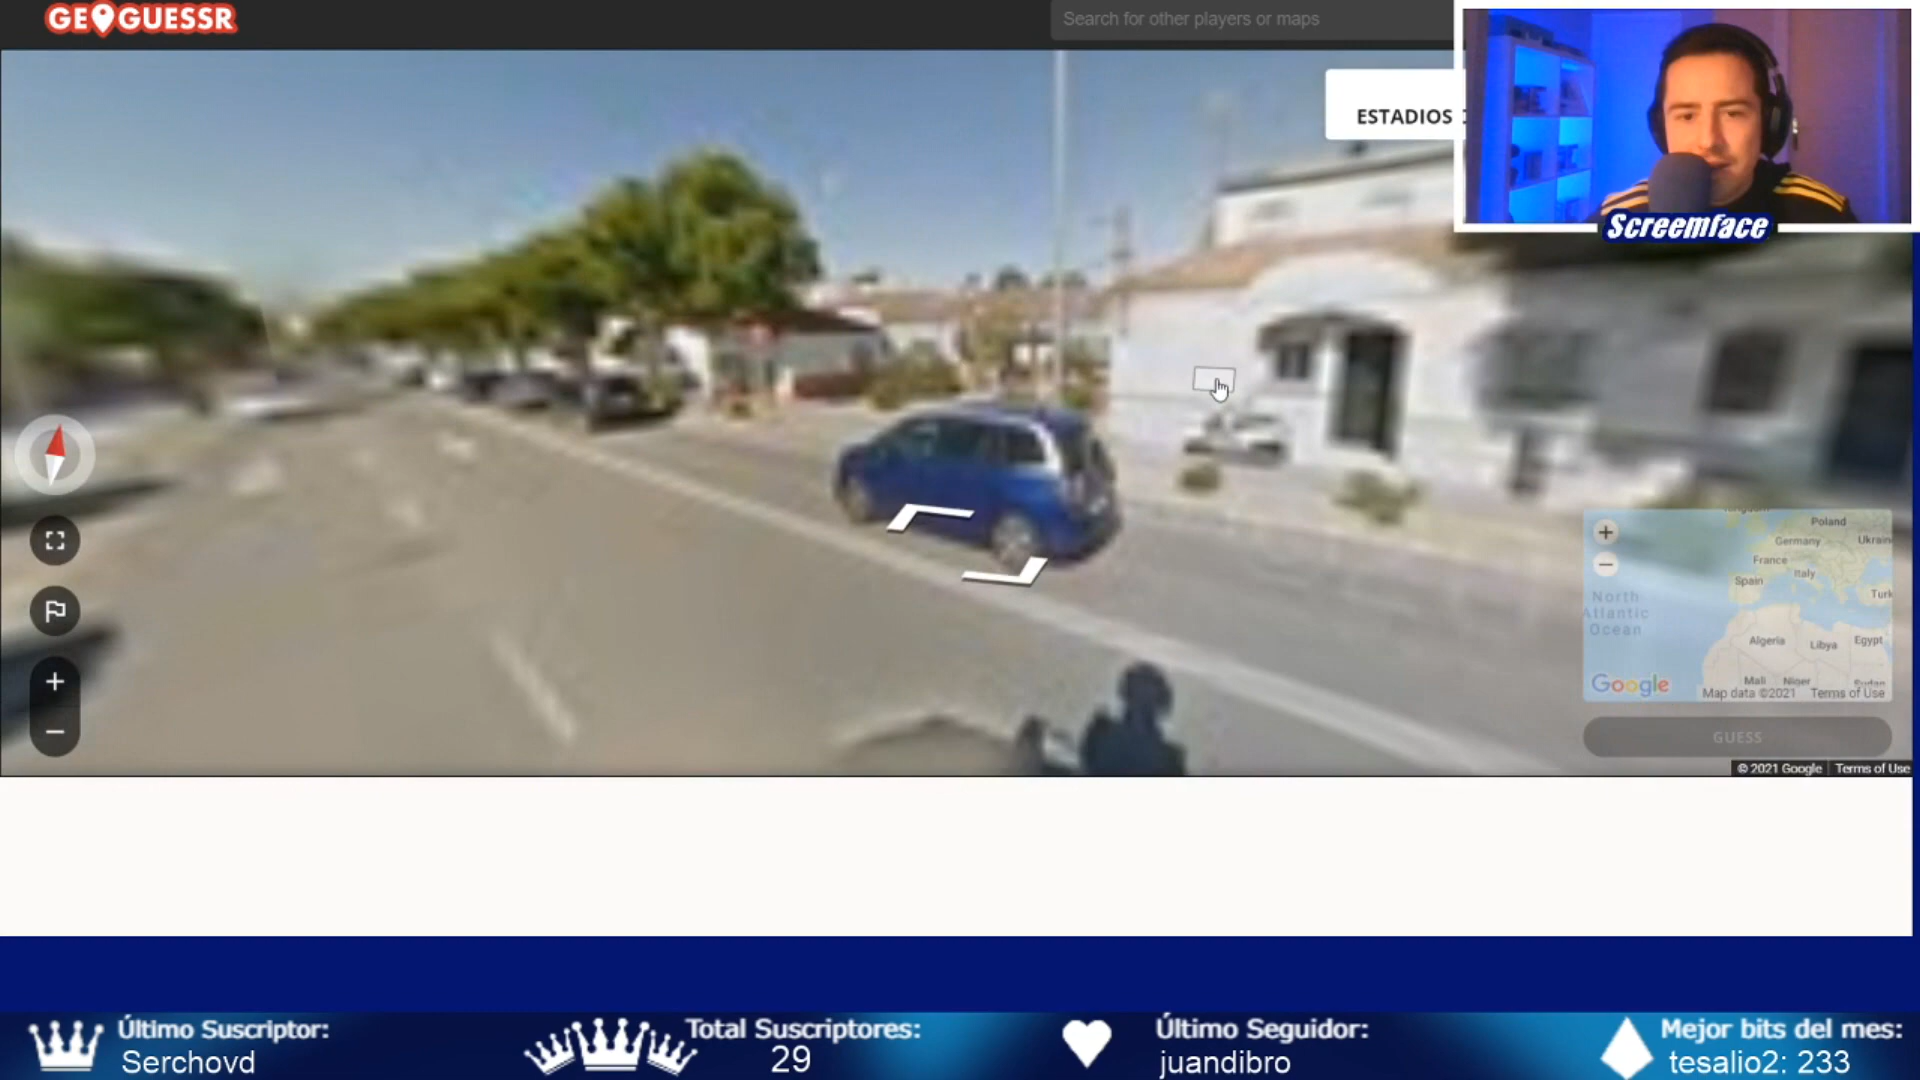 GEOGUESSR
Search for other players or maps
ESTADIOS
Screemface
Poland
Germany
Ukrain
France
Italy
Spain
Turk
North
Atlantic
Ocean
Algeria
Libya
Egypt
Mali
Niger
Sudan
Google
Map data ©2021
Terms of Use
GUESS
© 2021 Google
Terms of Use
Último Suscriptor:
Serchovd
Total Suscriptores:
29
Último Seguidor:
juandibro
Mejor bits del mes:
tesalio2: 233